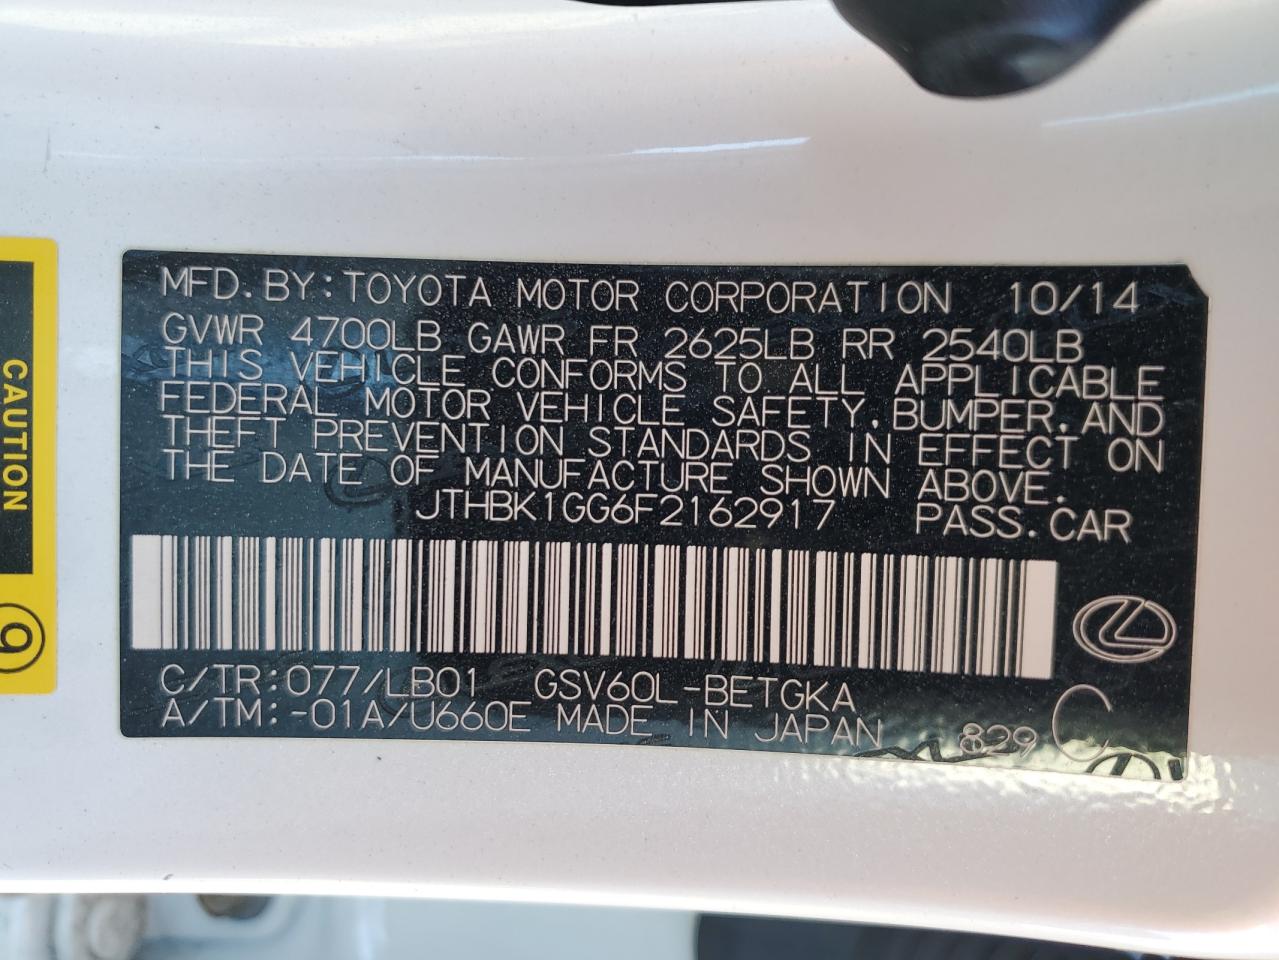 MFD. BY: TOYOTA MOTOR CORPORATION 10/14
GVWR 4700LB GAWR FR 2625LB RR 2540LB
THIS VEHICLE CONFORMS TO ALL APPLICABLE
FEDERAL MOTOR VEHICLE SAFETY, BUMPER, AND
THEFT PREVENTION STANDARDS IN EFFECT ON
THE DATE OF MANUFACTURE SHOWN ABOVE.
JTHBK1GG6F2162917 PASS. CAR
C/TR: 077/LB01 GSV60L-BETGKA C
A/TM: -01A/U660E MADE IN JAPAN 829
CAUTION
9